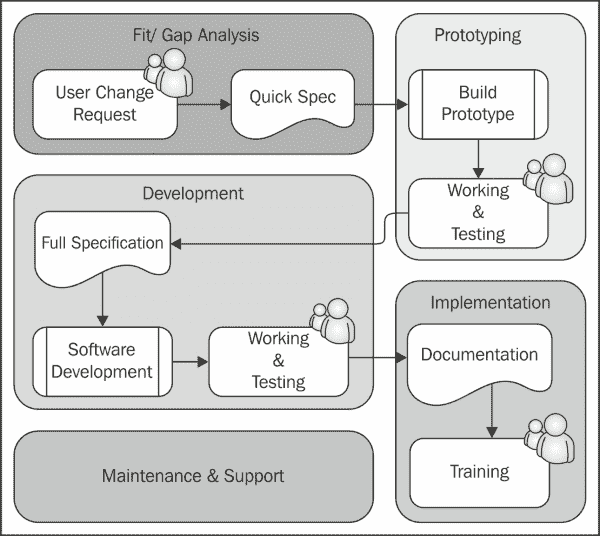 Fit/ Gap Analysis
User Change
Request
Quick Spec
Prototyping
Build
Prototype
Working
&
Testing
Development
Full Specification
Software
Development
Working
&
Testing
Implementation
Documentation
Training
Maintenance & Support